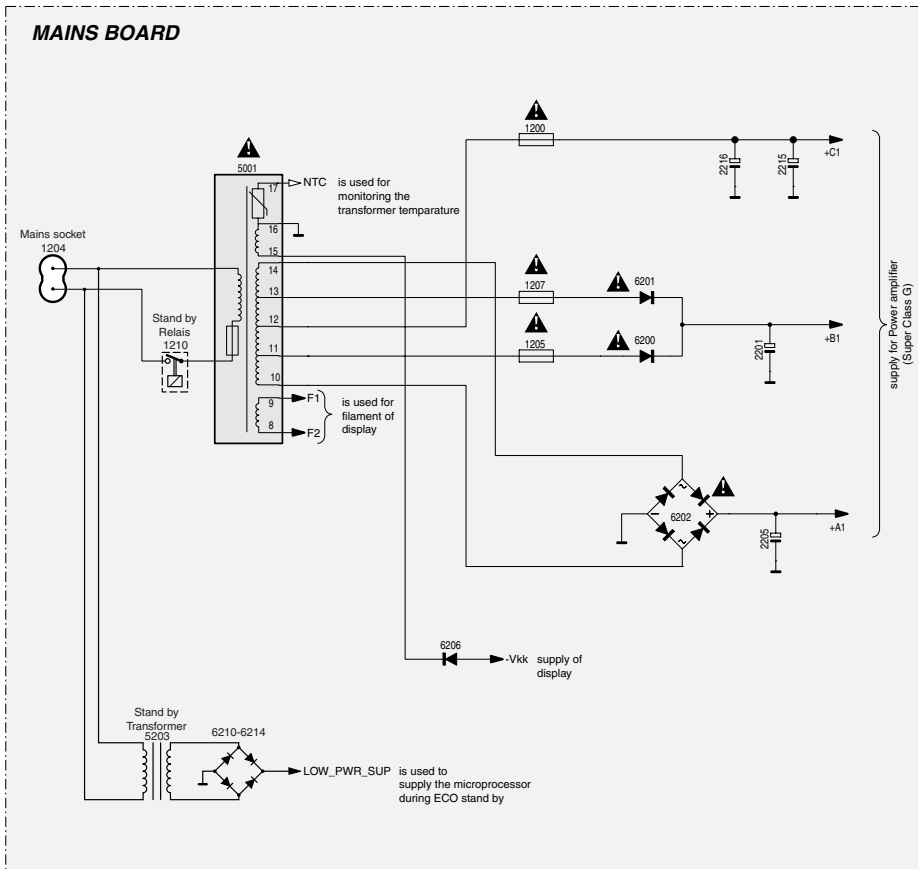 MAINS BOARD
1200
2216
2215
+C1
5001
17
NTC
is used for
monitoring the
transformer temparature
16
15
Mains socket
1204
14
13
12
11
10
1207
6201
1205
6200
2201
+B1
supply for Power amplifier
(Super Class G)
Stand by
Relais
1210
9
8
F1
F2
is used for
filament of
display
~
6202
−
+
~
2205
+A1
6206
-Vkk
supply of
display
Stand by
Transformer
5203
6210-6214
LOW_PWR_SUP
is used to
supply the microprocessor
during ECO stand by